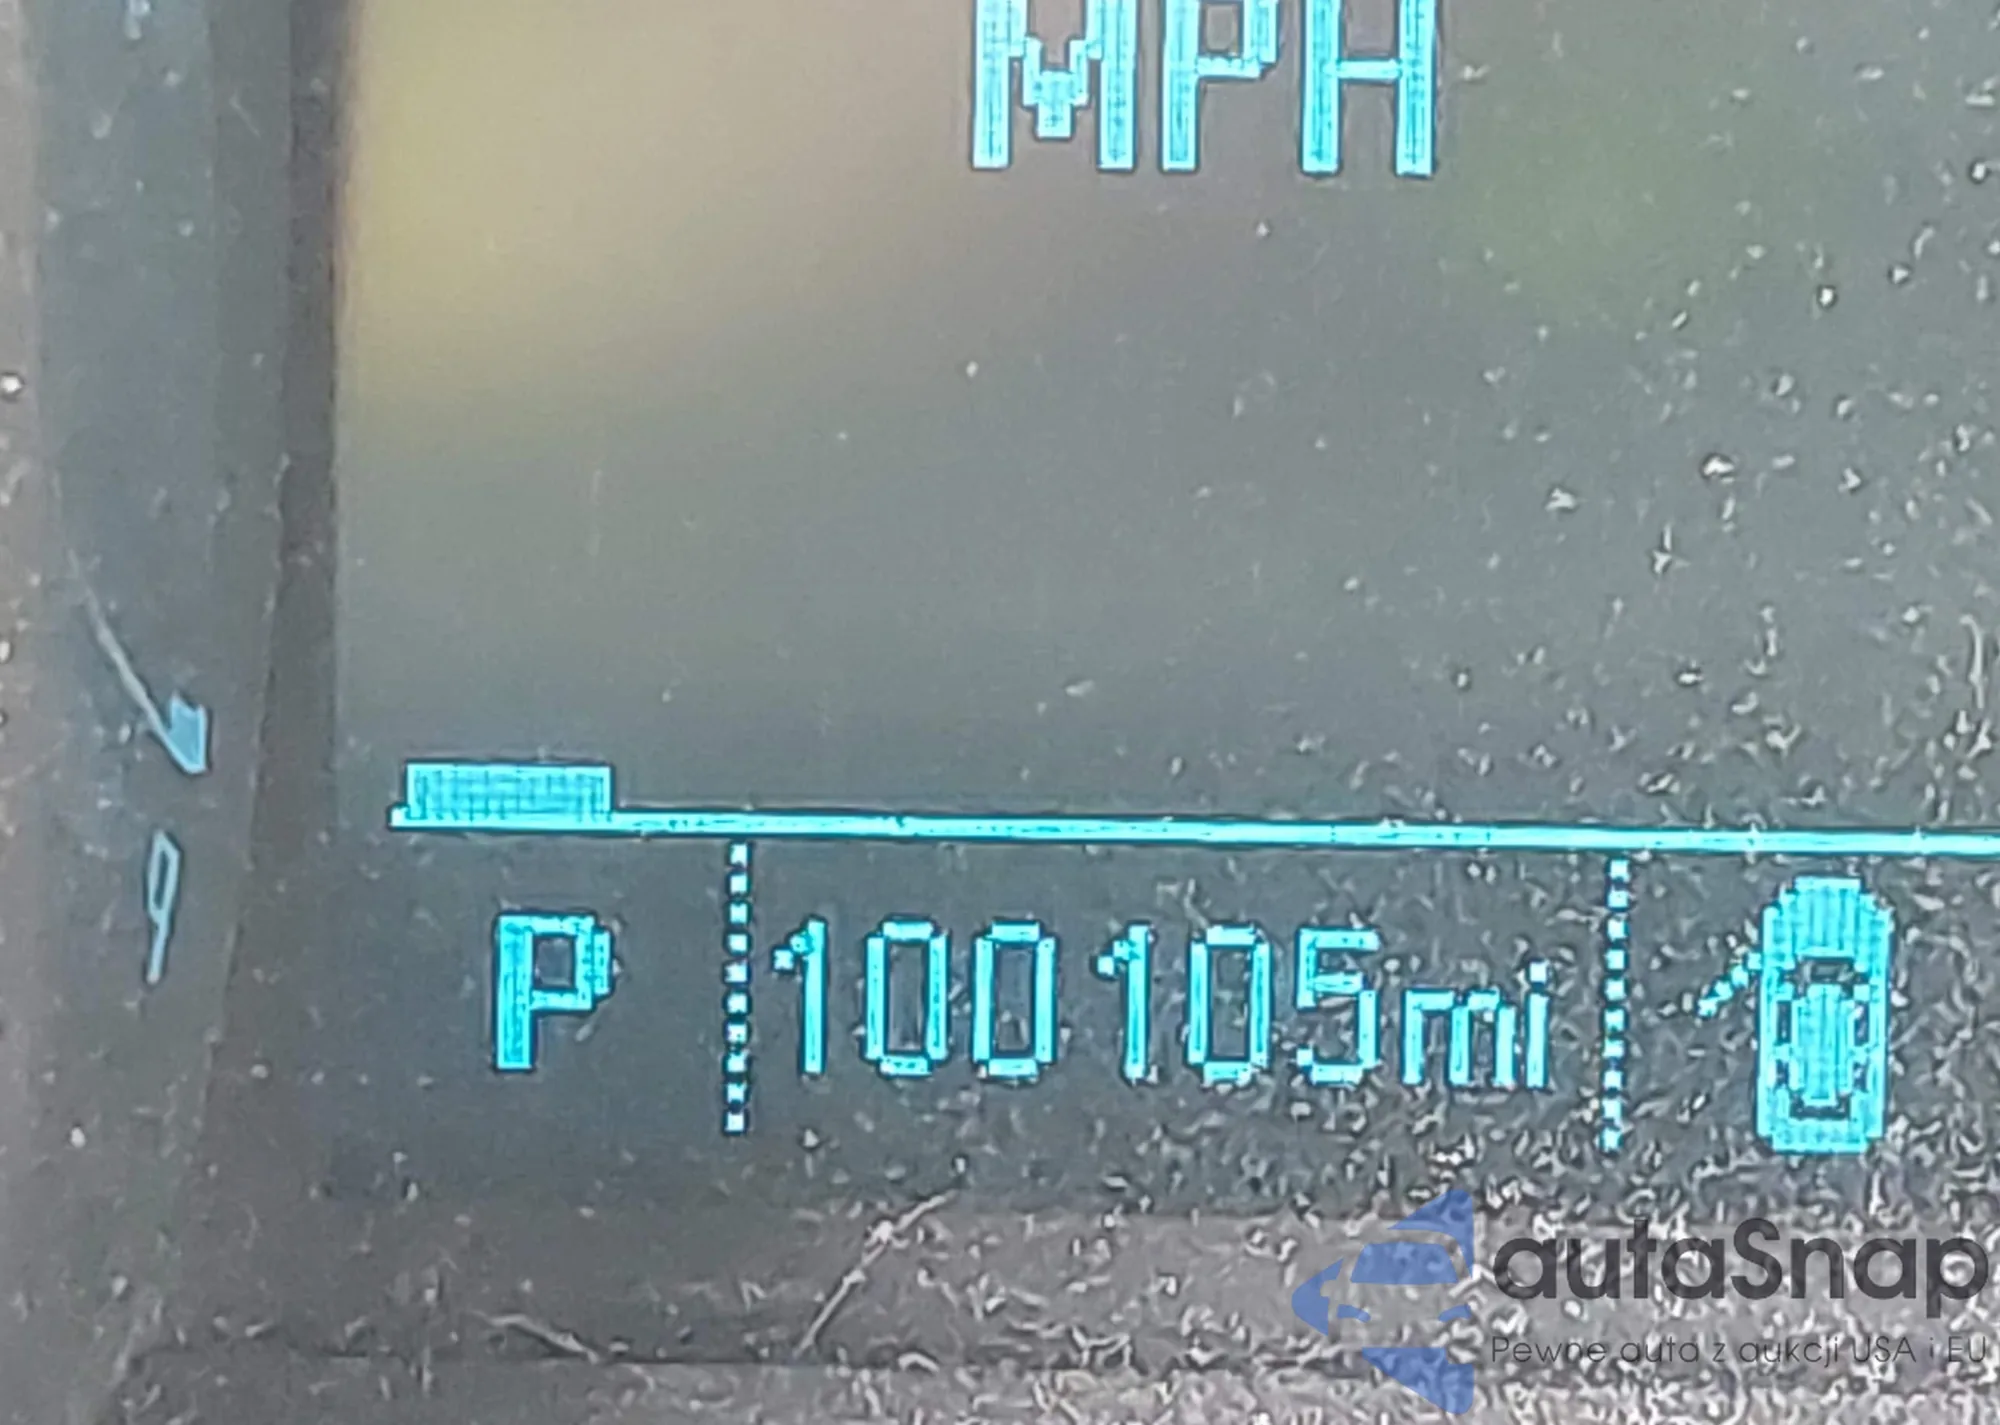 MPH
P 100105mi
autaSnap
Pewne auta z aukcji USA i EU